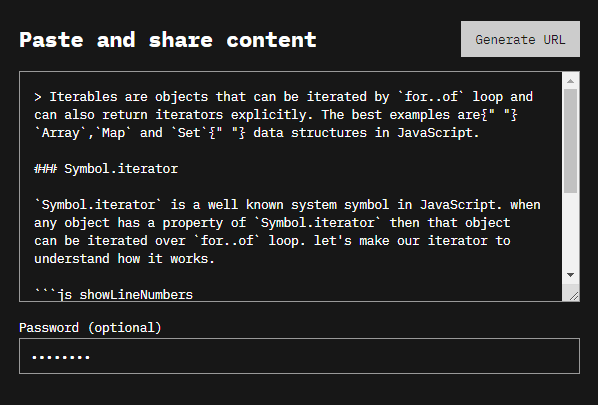 Paste and share content
Generate URL
> Iterables are objects that can be iterated by `for..of` loop and
can also return iterators explicitly. The best examples are{" "}
`Array`,`Map` and `Set`{" "} data structures in JavaScript.
### Symbol.iterator
`Symbol.iterator` is a well known system symbol in JavaScript. when
any object has a property of `Symbol.iterator` then that object
can be iterated over `for..of` loop. let's make our iterator to
understand how it works.
```js showLineNumbers
Password (optional)
••••••••